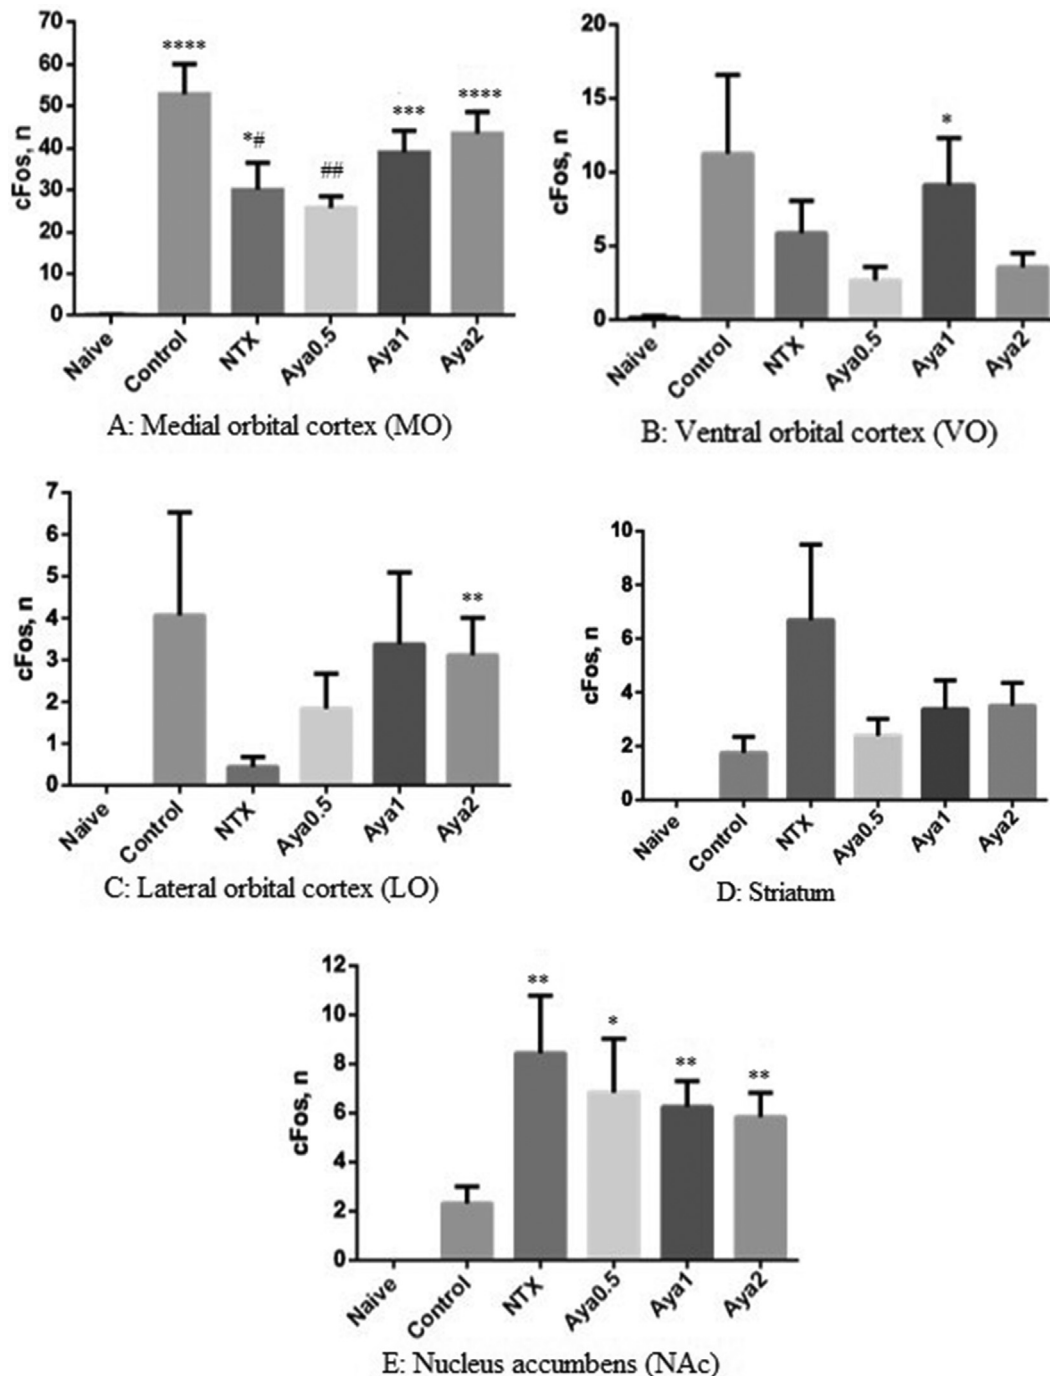 70
60
50
40
30
20
10
0
cFos, n
****
*#
##
***
****
Naive
Control
NTX
Aya0.5
Aya1
Aya2
A: Medial orbital cortex (MO)
20
15
10
5
0
cFos, n
*
Naive
Control
NTX
Aya0.5
Aya1
Aya2
B: Ventral orbital cortex (VO)
7
6
5
4
3
2
1
0
cFos, n
**
Naive
Control
NTX
Aya0.5
Aya1
Aya2
C: Lateral orbital cortex (LO)
10
8
6
4
2
0
cFos, n
Naive
Control
NTX
Aya0.5
Aya1
Aya2
D: Striatum
12
10
8
6
4
2
0
cFos, n
**
*
**
**
Naive
Control
NTX
Aya0.5
Aya1
Aya2
E: Nucleus accumbens (NAc)